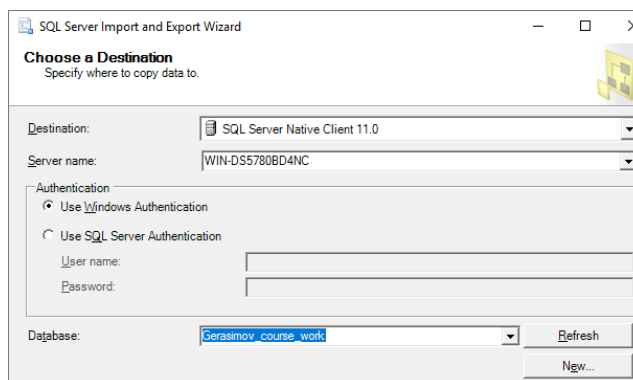 SQL Server Import and Export Wizard
Choose a Destination
Specify where to copy data to.
Destination: SQL Server Native Client 11.0
Server name: WIN-DS5780BD4NC
Authentication
Use Windows Authentication
Use SQL Server Authentication
User name:
Password:
Database: Gerasimov_course_work Refresh
New...